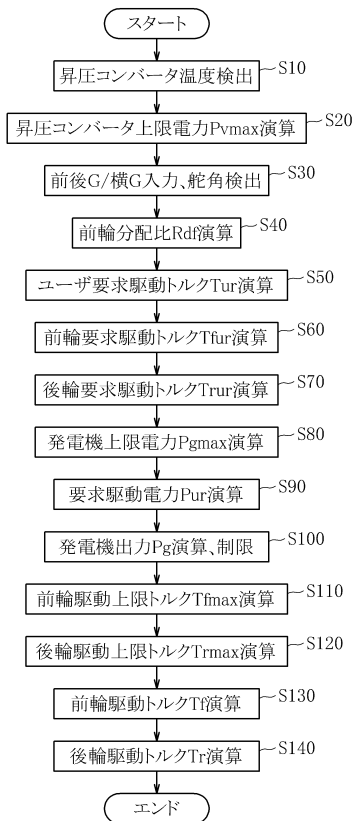 スタート
昇圧コンバータ温度検出 S10
昇圧コンバータ上限電力Pvmax演算 S20
前後G/横G入力、舵角検出 S30
前輪分配比Rdf演算 S40
ユーザ要求駆動トルクTur演算 S50
前輪要求駆動トルクTfur演算 S60
後輪要求駆動トルクTrur演算 S70
発電機上限電力Pgmax演算 S80
要求駆動電力Pur演算 S90
発電機出力Pg演算、制限 S100
前輪駆動上限トルクTfmax演算 S110
後輪駆動上限トルクTrmax演算 S120
前輪駆動トルクTf演算 S130
後輪駆動トルクTr演算 S140
エンド